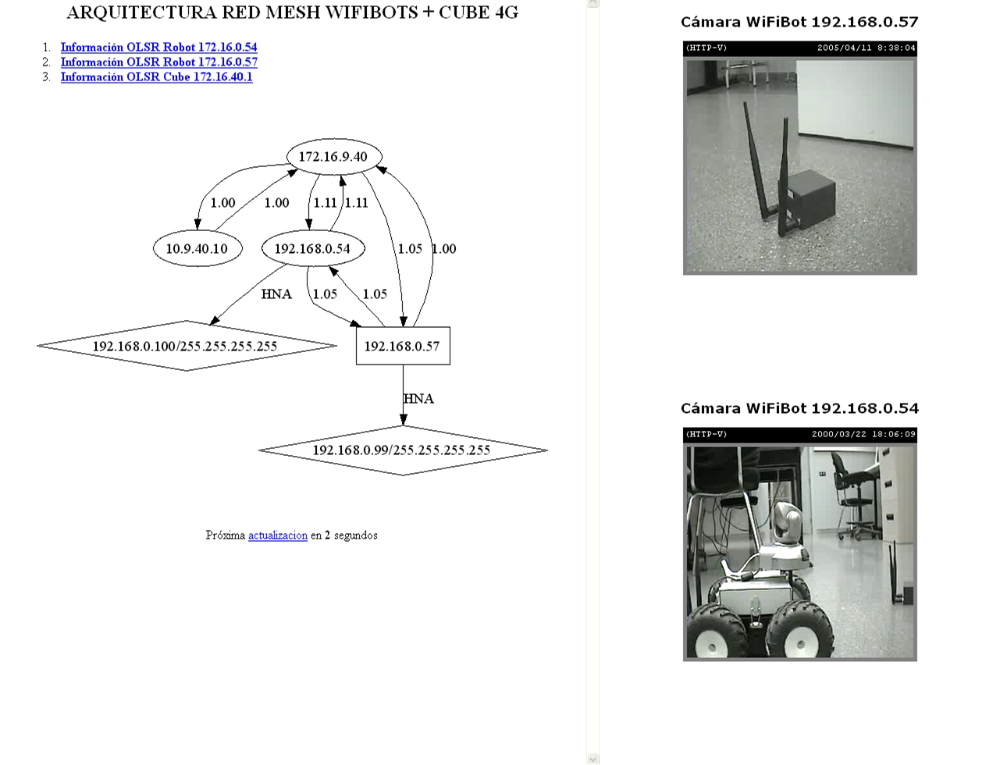 ARQUITECTURA RED MESH WIFIBOTS + CUBE 4G
1. Información OLSR Robot 172.16.0.54
2. Información OLSR Robot 172.16.0.57
3. Información OLSR Cube 172.16.40.1
172.16.9.40
1.00
1.00
1.11
1.11
10.9.40.10
192.168.0.54
1.05
1.00
HNA
1.05
1.05
192.168.0.100/255.255.255.255
192.168.0.57
HNA
192.168.0.99/255.255.255.255
Próxima actualizacion en 2 segundos
Cámara WiFiBot 192.168.0.57
(HTTP-V) 2005/04/11 8:38:04
Cámara WiFiBot 192.168.0.54
(HTTP-V) 2000/03/22 18:06:09